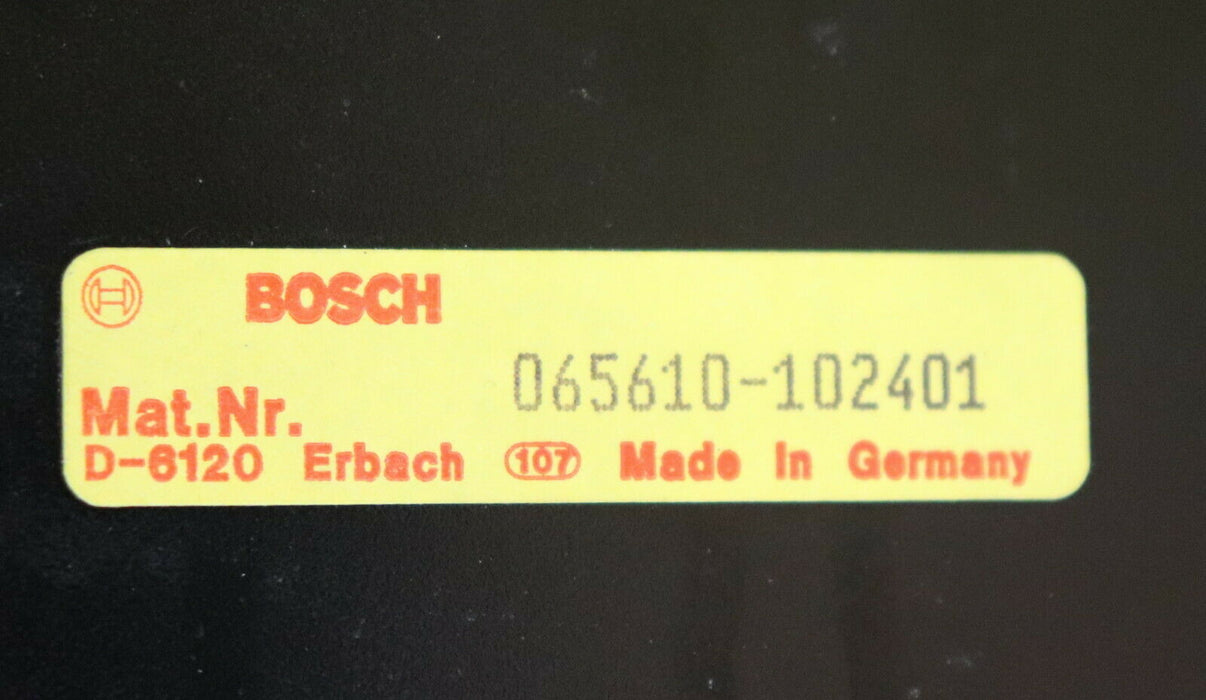 BOSCH
065610-102401
Mat.Nr.
D-6120 Erbach 107 Made in Germany